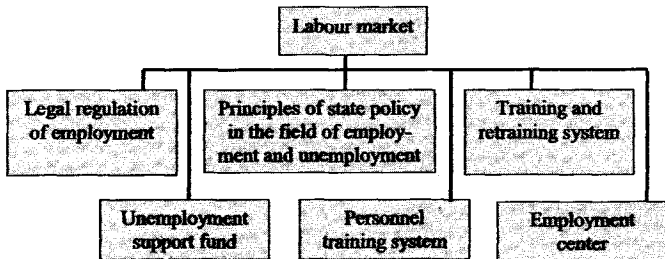 Labour market
Legal regulation
of employment
Principles of state policy
in the field of employ-
ment and unemployment
Training and
retraining system
Unemployment
support fund
Personnel
training system
Employment
center